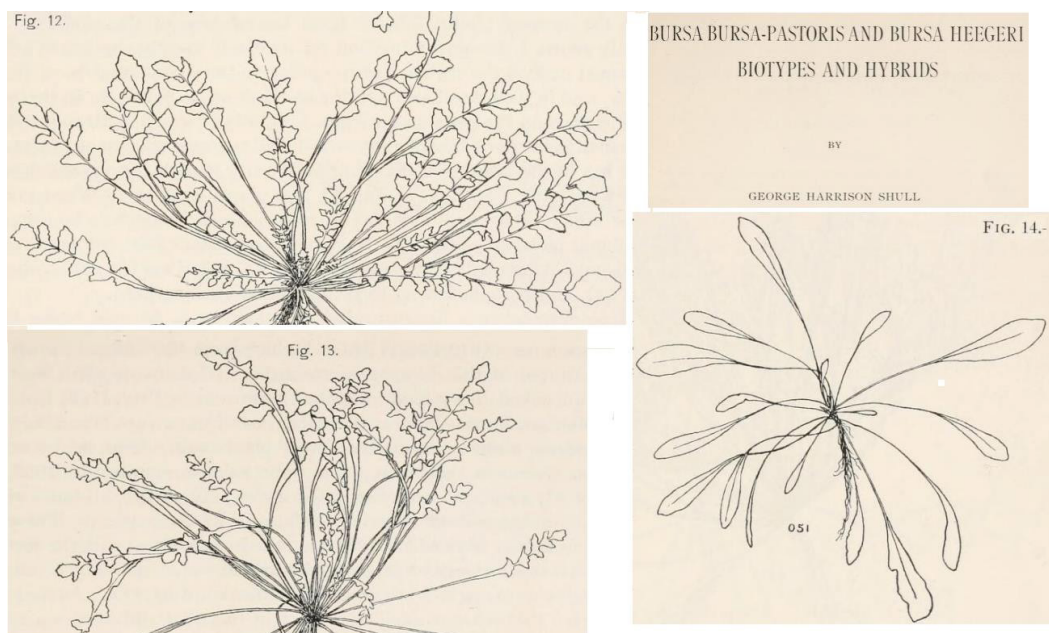 Fig. 12.
BURSA BURSA-PASTORIS AND BURSA HEEGERI
BIOTYPES AND HYBRIDS
BY
GEORGE HARRISON SHULL
FIG. 14.-
Fig. 13.
051